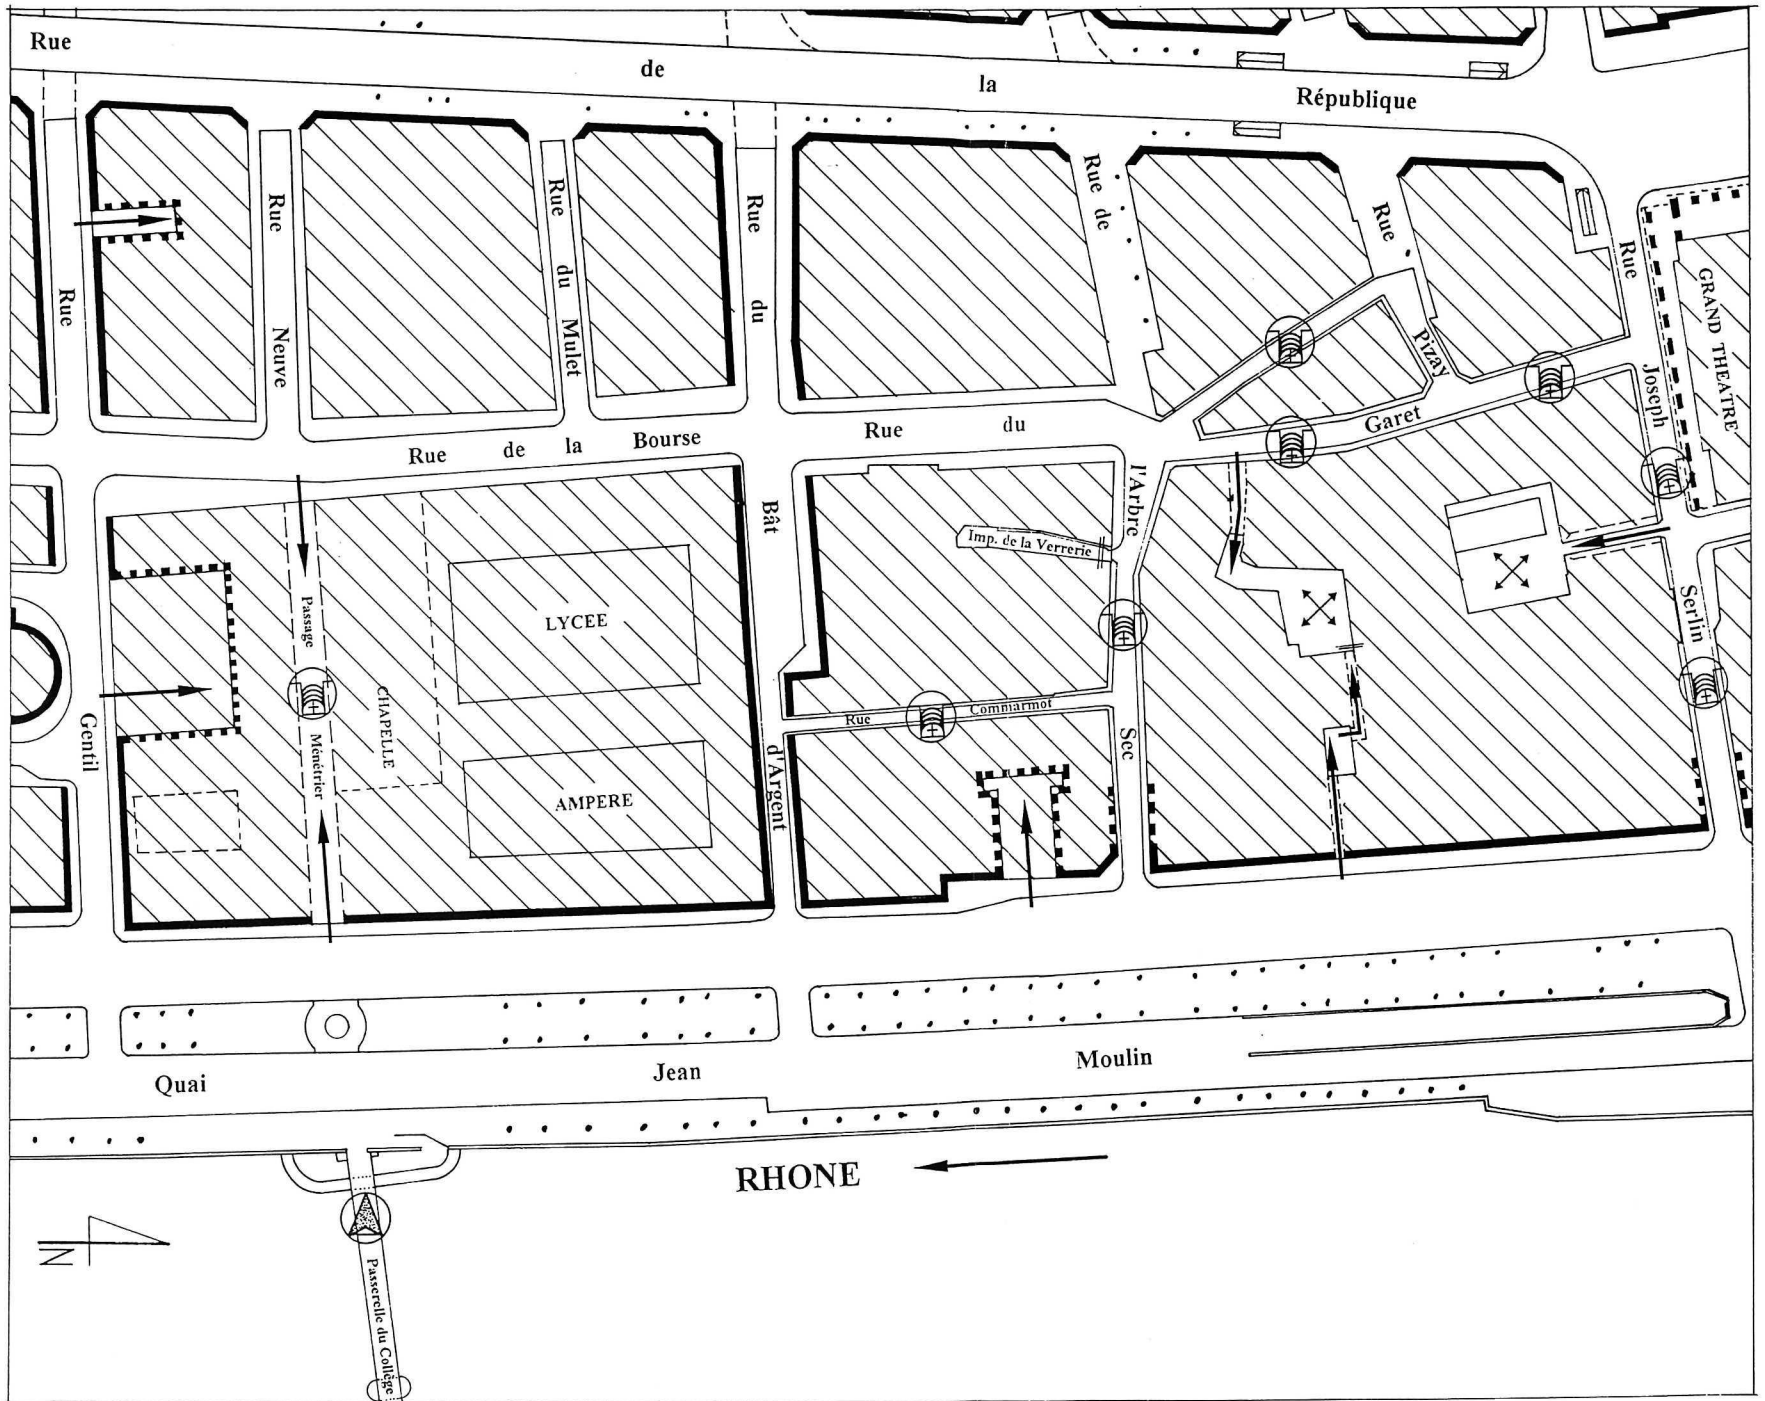 Rue de la République
Rue
Gentil
Rue Neuve
Rue du Mulet
Rue du
Bât
d'Argent
Rue de
l'Arbre
Sec
Rue
Pizay
Rue
Joseph
Serlin
GRAND THEATRE
Rue de la Bourse
Rue du
Garet
Imp. de la Verrerie
Passage
Ménétrier
CHAPELLE
LYCEE
AMPERE
Rue
Commarmot
Quai Jean Moulin
RHONE
N
Passerelle du Collège